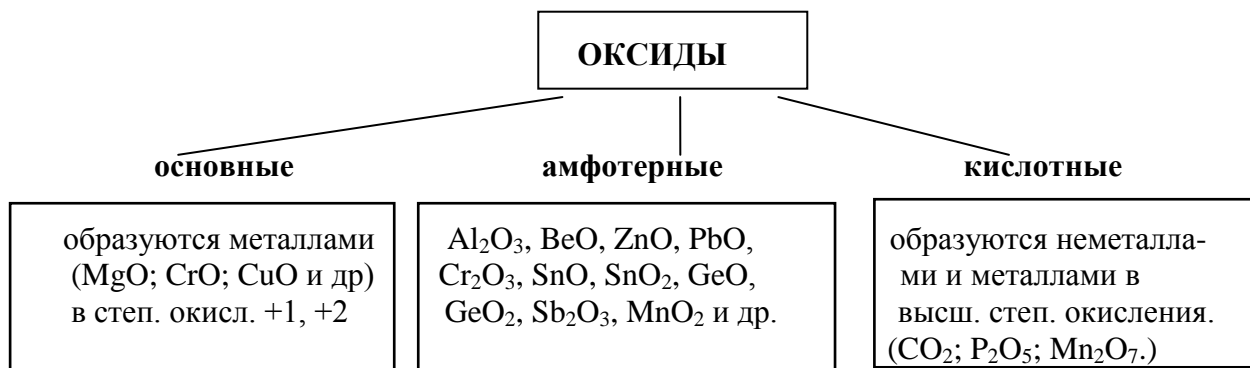 ОКСИДЫ
основные
амфотерные
кислотные
образуются металлами
(MgO; CrO; CuO и др)
в степ. окисл. +1, +2
Al₂O₃, BeO, ZnO, PbO,
Cr₂O₃, SnO, SnO₂, GeO,
GeO₂, Sb₂O₃, MnO₂ и др.
образуются неметалла-
ми и металлами в
высш. степ. окисления.
(CO₂; P₂O₅; Mn₂O₇.)